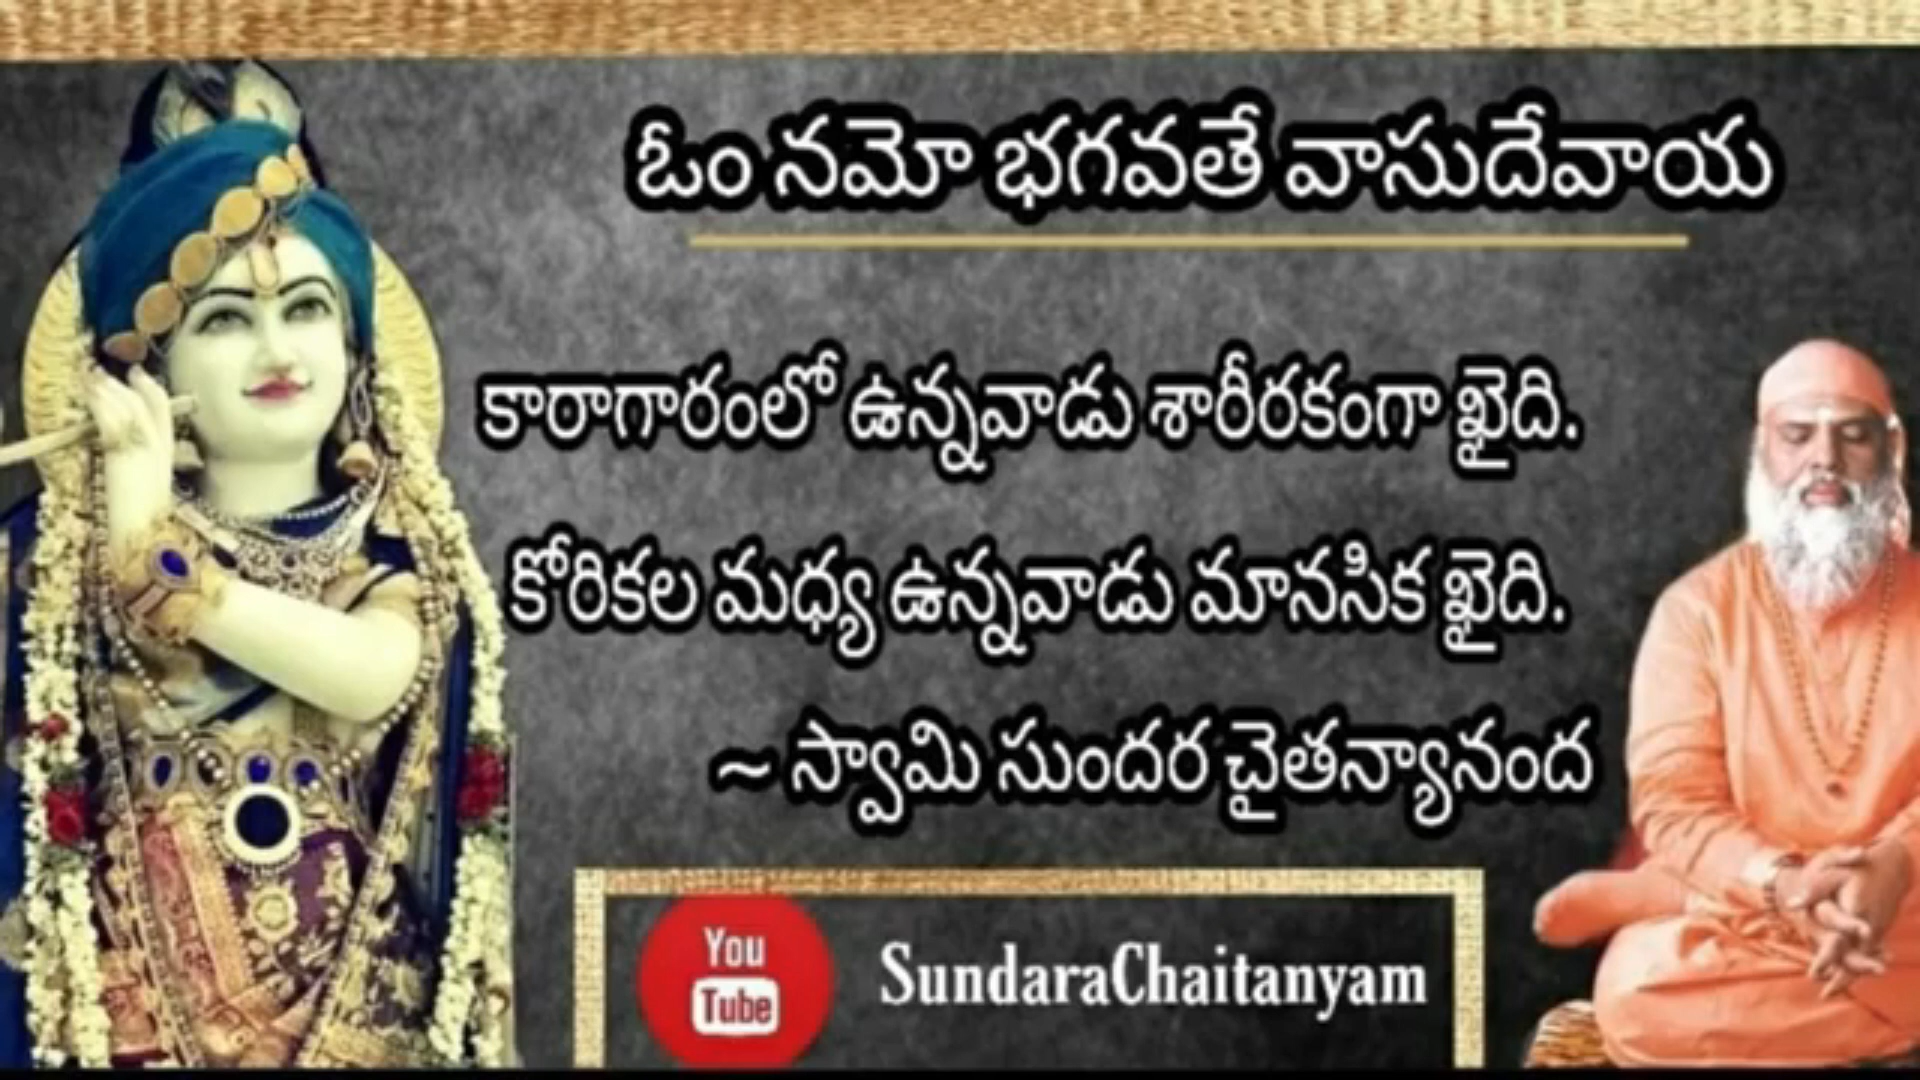 ఓం నమో భగవతే వాసుదేవాయ
కారాగారంలో ఉన్నవాడు శారీరకంగా ఖైది.
కోరికల మధ్య ఉన్నవాడు మానసిక ఖైది.
~ స్వామి సుందర చైతన్యానంద
You
Tube
SundaraChaitanyam